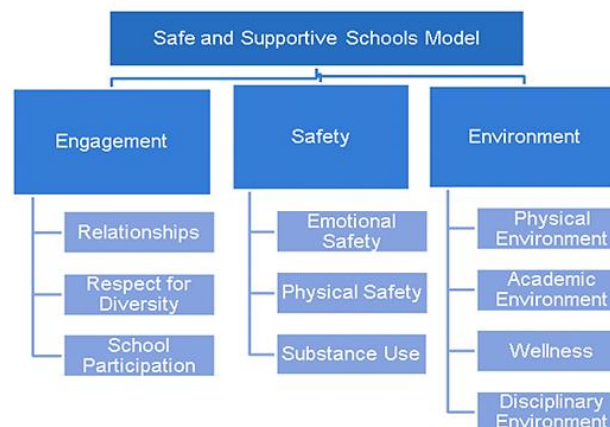 Safe and Supportive Schools Model
Engagement
Relationships
Respect for
Diversity
School
Participation
Safety
Emotional
Safety
Physical Safety
Substance Use
Environment
Physical
Environment
Academic
Environment
Wellness
Disciplinary
Environment